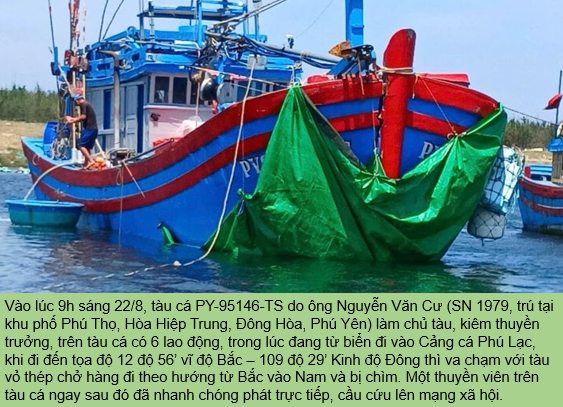 PY
P
Vào lúc 9h sáng 22/8, tàu cá PY-95146-TS do ông Nguyễn Văn Cư (SN 1979, trú tại
khu phố Phú Thọ, Hòa Hiệp Trung, Đông Hòa, Phú Yên) làm chủ tàu, kiêm thuyền
trưởng, trên tàu cá có 6 lao động, trong lúc đang từ biển đi vào Cảng cá Phú Lạc,
khi đi đến tọa độ 12 độ 56’ vĩ độ Bắc – 109 độ 29’ Kinh độ Đông thì va chạm với tàu
vỏ thép chở hàng đi theo hướng từ Bắc vào Nam và bị chìm. Một thuyền viên trên
tàu cá ngay sau đó đã nhanh chóng phát trực tiếp, cầu cứu lên mạng xã hội.